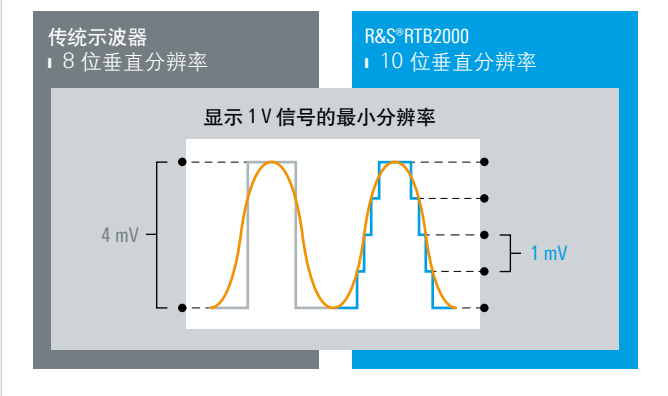 传统示波器
8 位垂直分辨率
R&S®RTB2000
10 位垂直分辨率
显示 1 V 信号的最小分辨率
4 mV
1 mV